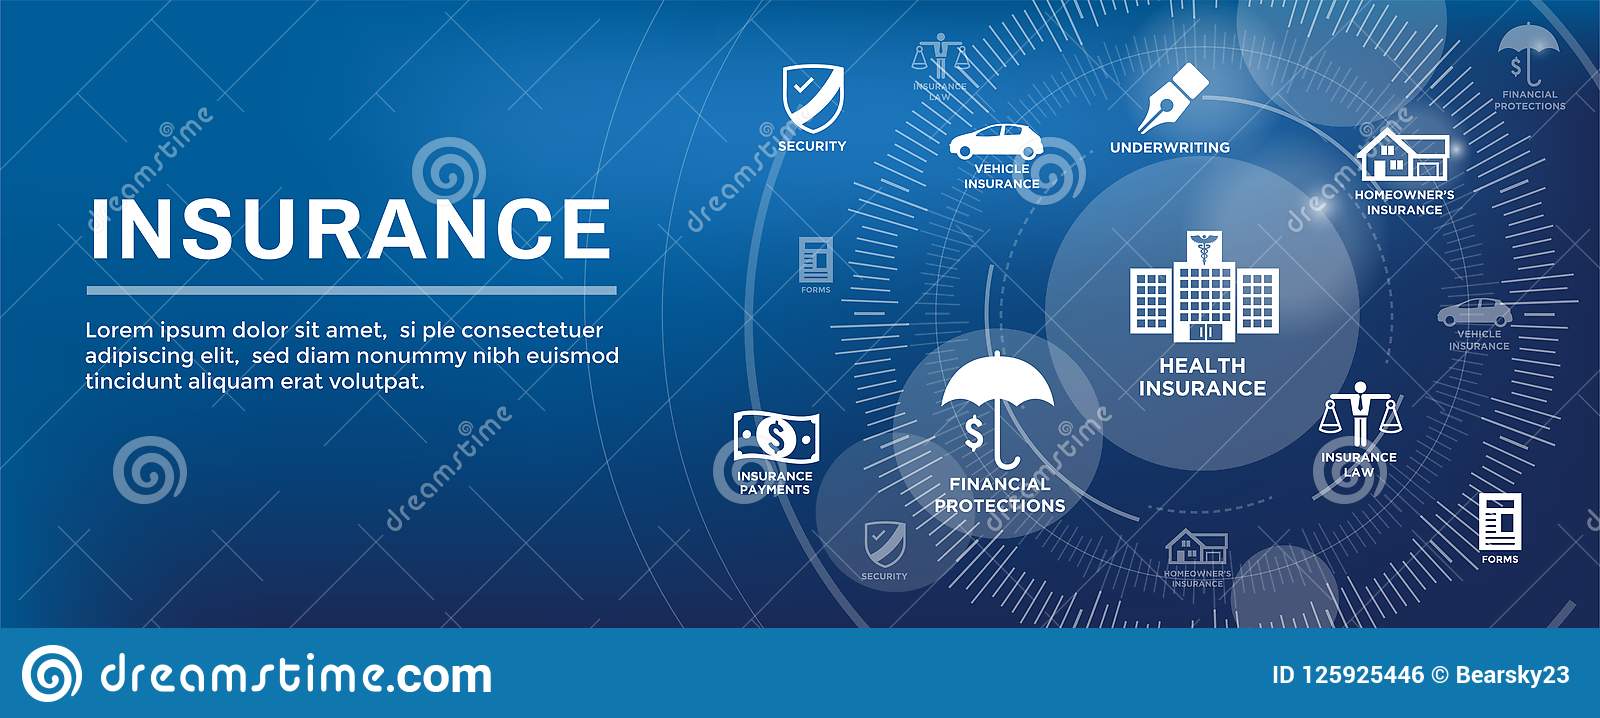 INSURANCE
Lorem ipsum dolor sit amet, si ple consectetuer
adipiscing elit, sed diam nonummy nibh euismod
tincidunt aliquam erat volutpat.
SECURITY
INSURANCE
LAW
VEHICLE
INSURANCE
UNDERWRITING
HOMEOWNER'S
INSURANCE
FINANCIAL
PROTECTIONS
FORMS
HEALTH
INSURANCE
VEHICLE
INSURANCE
INSURANCE
PAYMENTS
$
FINANCIAL
PROTECTIONS
INSURANCE
LAW
SECURITY
HOMEOWNER'S
INSURANCE
FORMS
dreamstime
dreamstime
dreamstime
dreamstime
dreamstime
dreamstime.com
ID 125925446 © Bearsky23